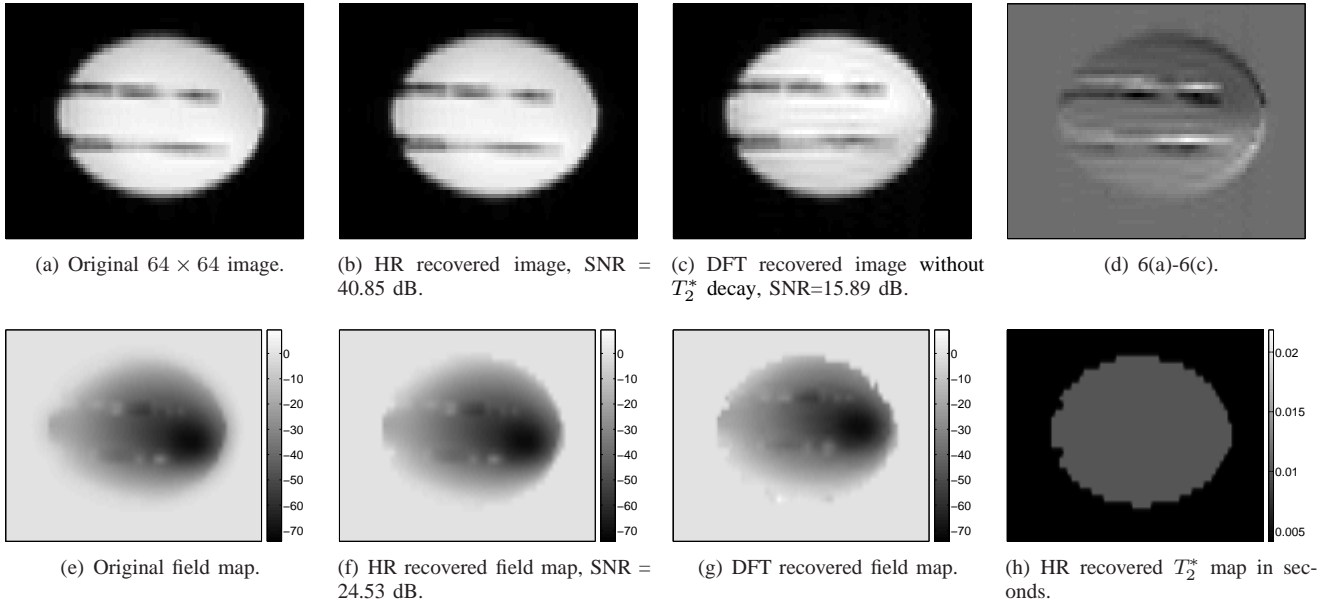 (a) Original 64 × 64 image.
(b) HR recovered image, SNR =
40.85 dB.
(c) DFT recovered image without
T₂* decay, SNR=15.89 dB.
(d) 6(a)-6(c).
0
−10
−20
−30
−40
−50
−60
−70
0
−10
−20
−30
−40
−50
−60
−70
0
−10
−20
−30
−40
−50
−60
−70
0.02
0.015
0.01
0.005
(e) Original field map.
(f) HR recovered field map, SNR =
24.53 dB.
(g) DFT recovered field map.
(h) HR recovered T₂* map in sec-
onds.